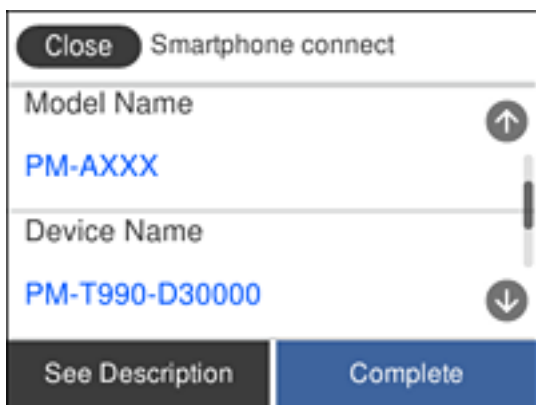 Close Smartphone connect
Model Name
PM-AXXX
Device Name
PM-T990-D30000
See Description Complete